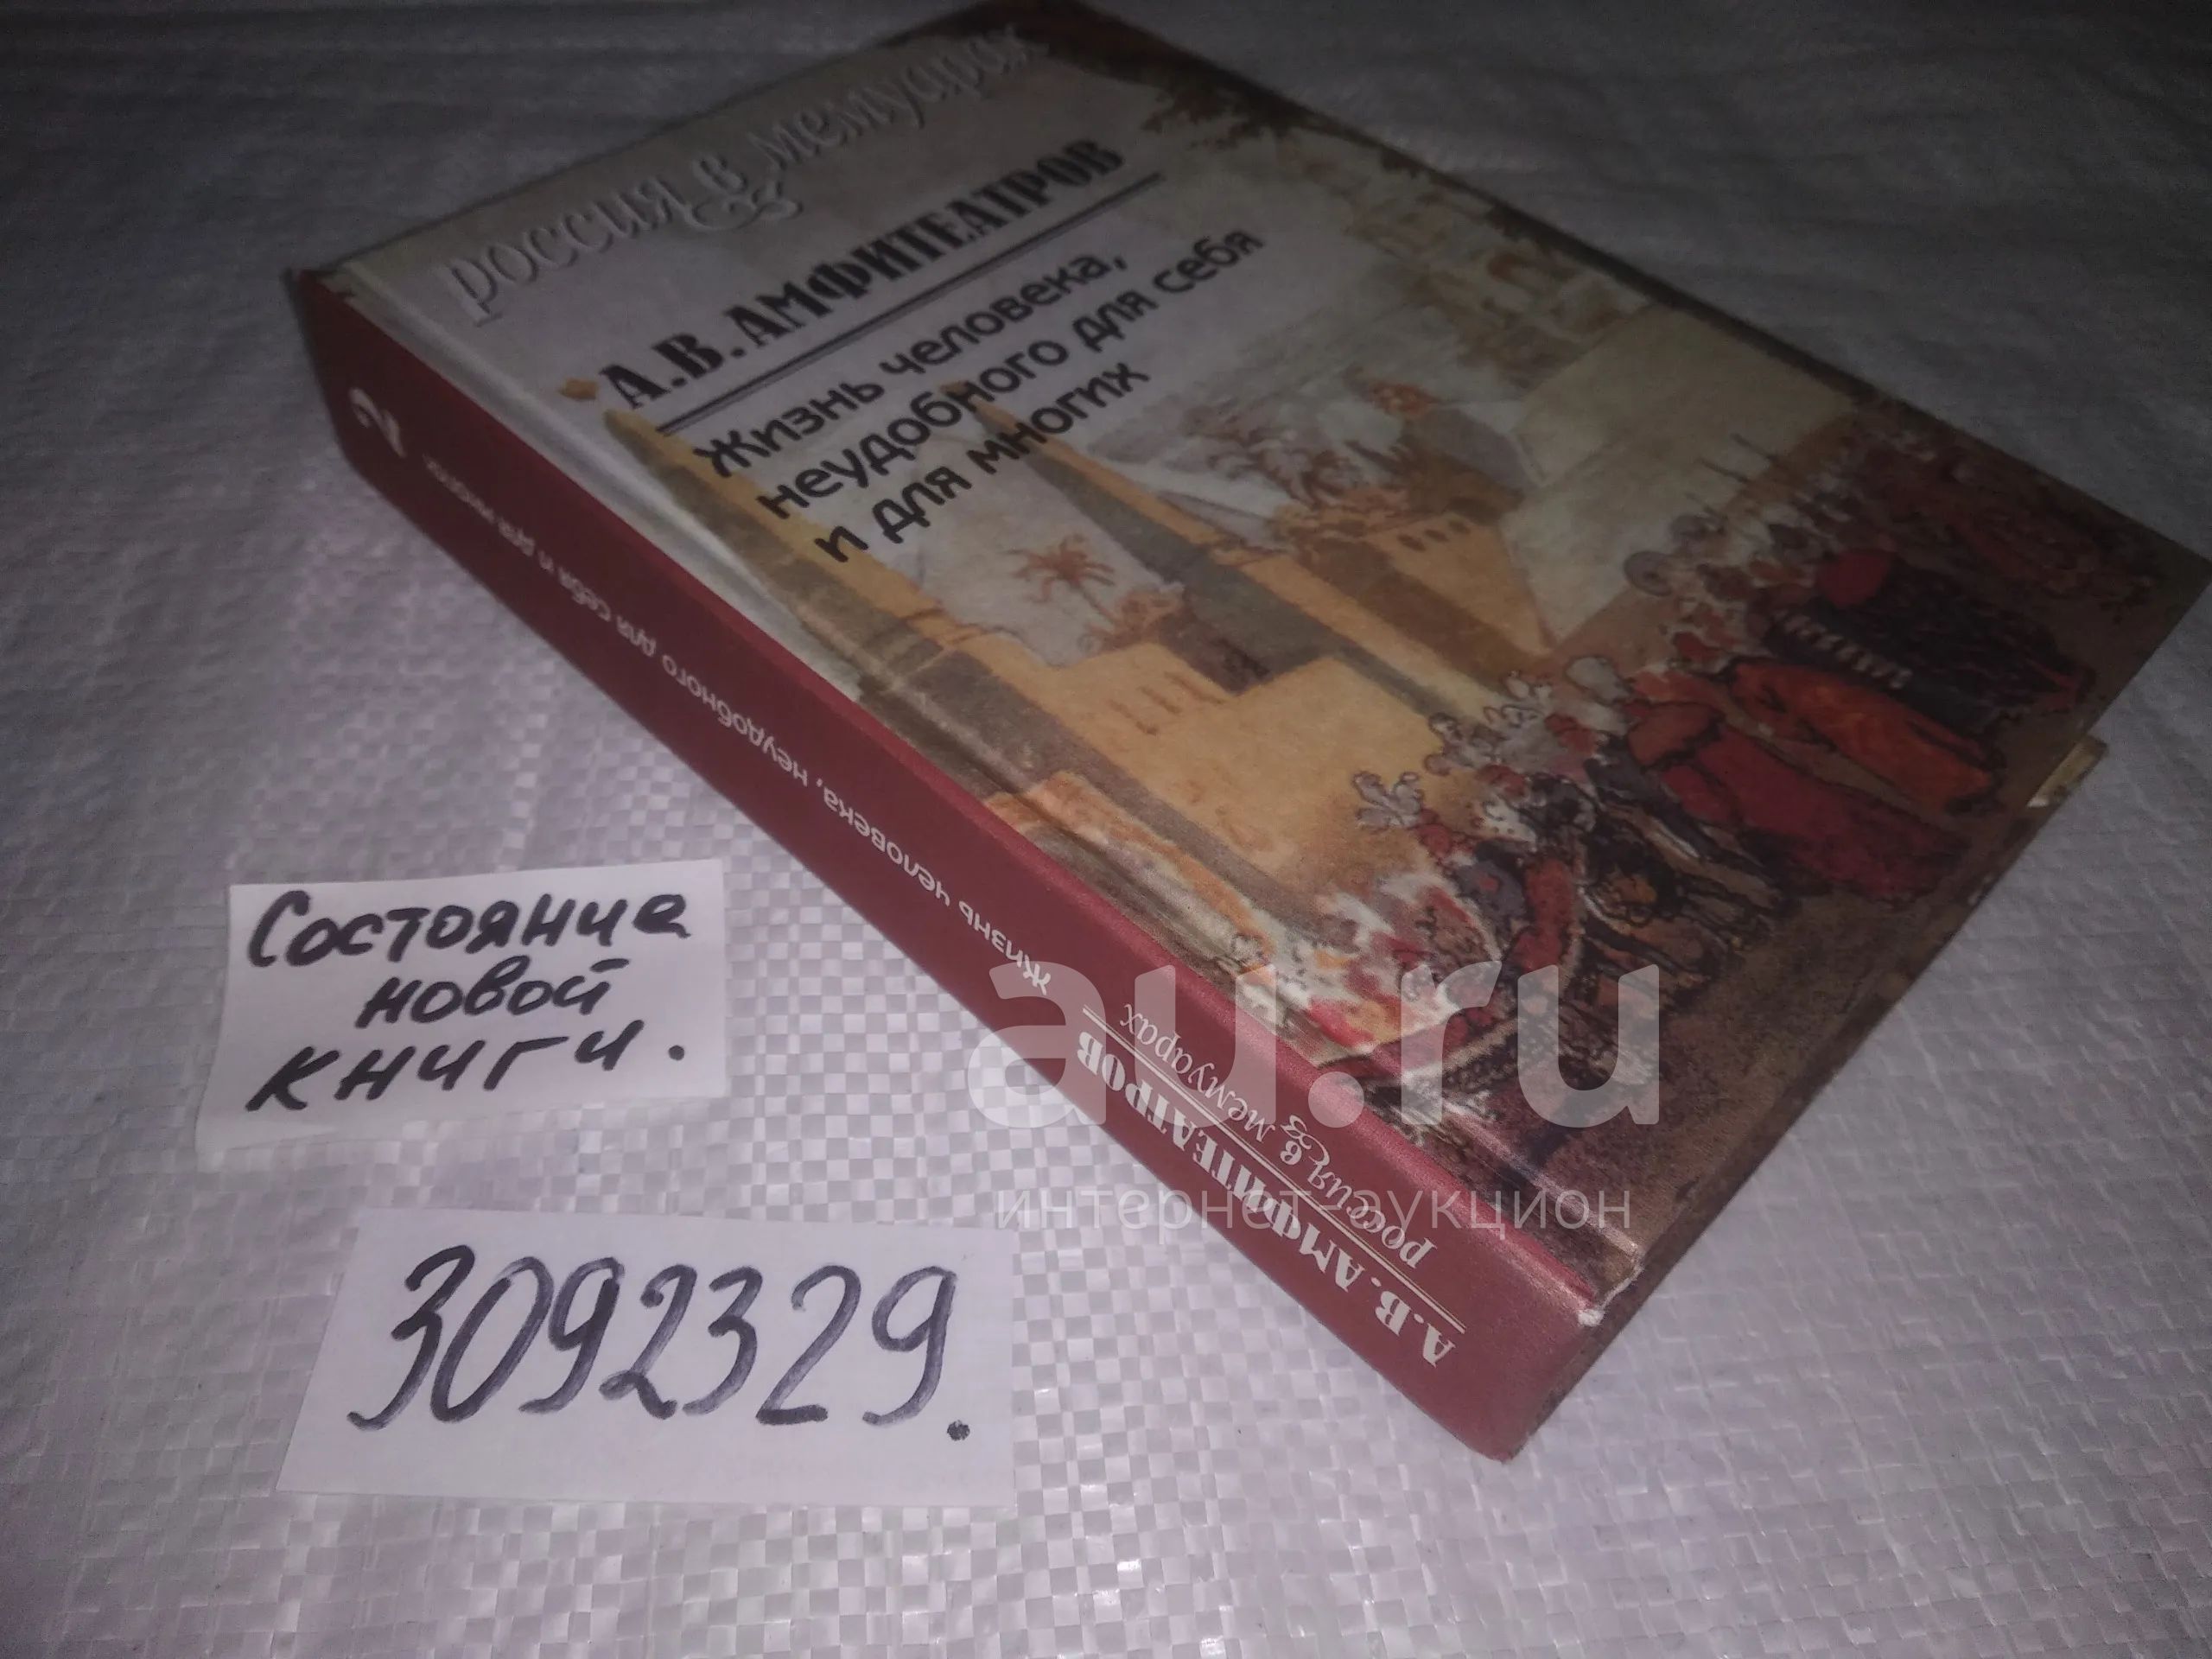 россия в мемуарах
А.В. АМФИТЕАТРОВ
Жизнь человека,
неудобного для себя
и для многих
2
Жизнь человека, неудобного для себя и для многих
А.В. АМФИТЕАТРОВ
россия в мемуарах
Состояние
новой
книги.
3092329.
au.ru
интернет аукцион